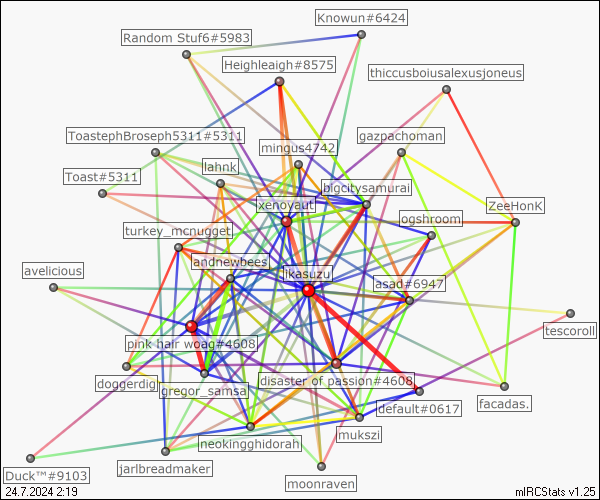 Knowun#6424
Random Stuf6#5983
Heighleaigh#8575
thiccusboiusalexusjoneus
ToastephBroseph5311#5311
gazpachoman
mingus4742
lahnk
Toast#5311
bigcitysamurai
xenoyaut
ZeeHonK
ogshroom
turkey_mcnugget
andnewbees
avelicious
likasuzu
asad#6947
tescoroll
pink hair woag#4608
doggerdig
disaster of passion#4608
gregor_samsa
facadas.
default#0617
mukszi
neokingghidorah
jarlbreadmaker
Duck™#9103
moonraven
24.7.2024 2:19
mIRCStats v1.25